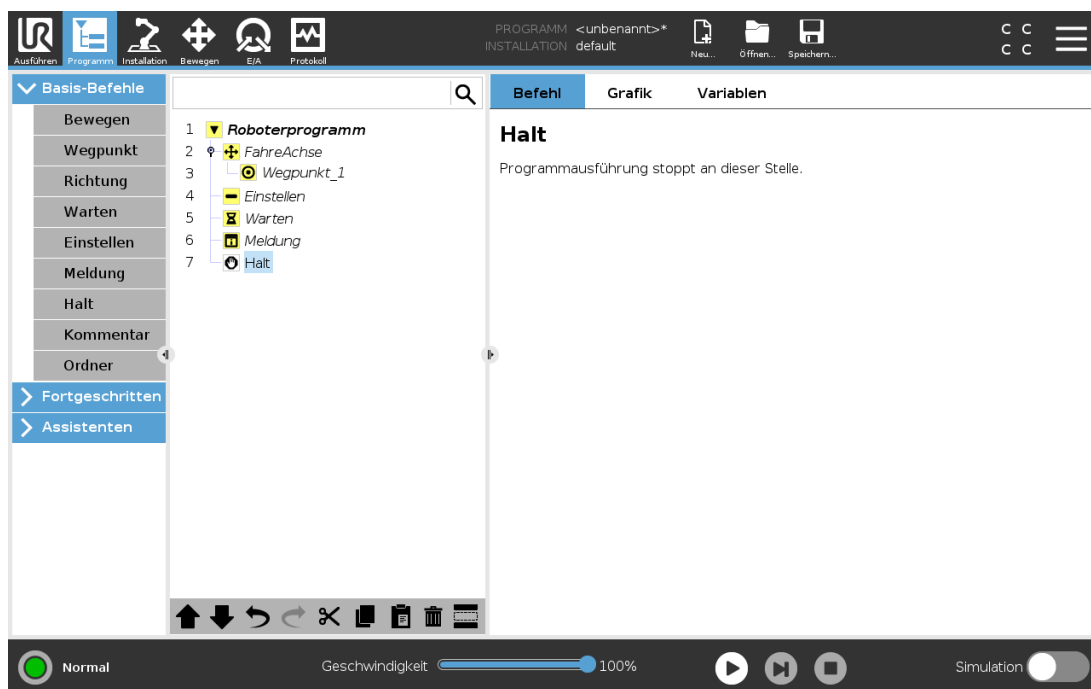 PROGRAMM <unbenannt>*
INSTALLATION default
C C
C C
Neu... Öffnen... Speichern...
Ausführen Programm Installation Bewegen E/A Protokoll
Basis-Befehle
Bewegen
Wegpunkt
Richtung
Warten
Einstellen
Meldung
Halt
Kommentar
Ordner
Fortgeschritten
Assistenten
1 Roboterprogramm
2 FahreAchse
3 Wegpunkt_1
4 Einstellen
5 Warten
6 Meldung
7 Halt
Befehl Grafik Variablen
Halt
Programmausführung stoppt an dieser Stelle.
Normal Geschwindigkeit 100% Simulation